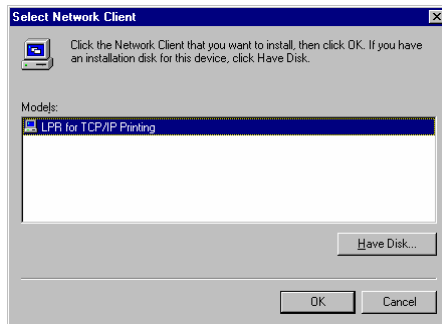 Select Network Client
Click the Network Client that you want to install, then click OK. If you have
an installation disk for this device, click Have Disk.
Models:
LPR for TCP/IP Printing
Have Disk...
OK
Cancel